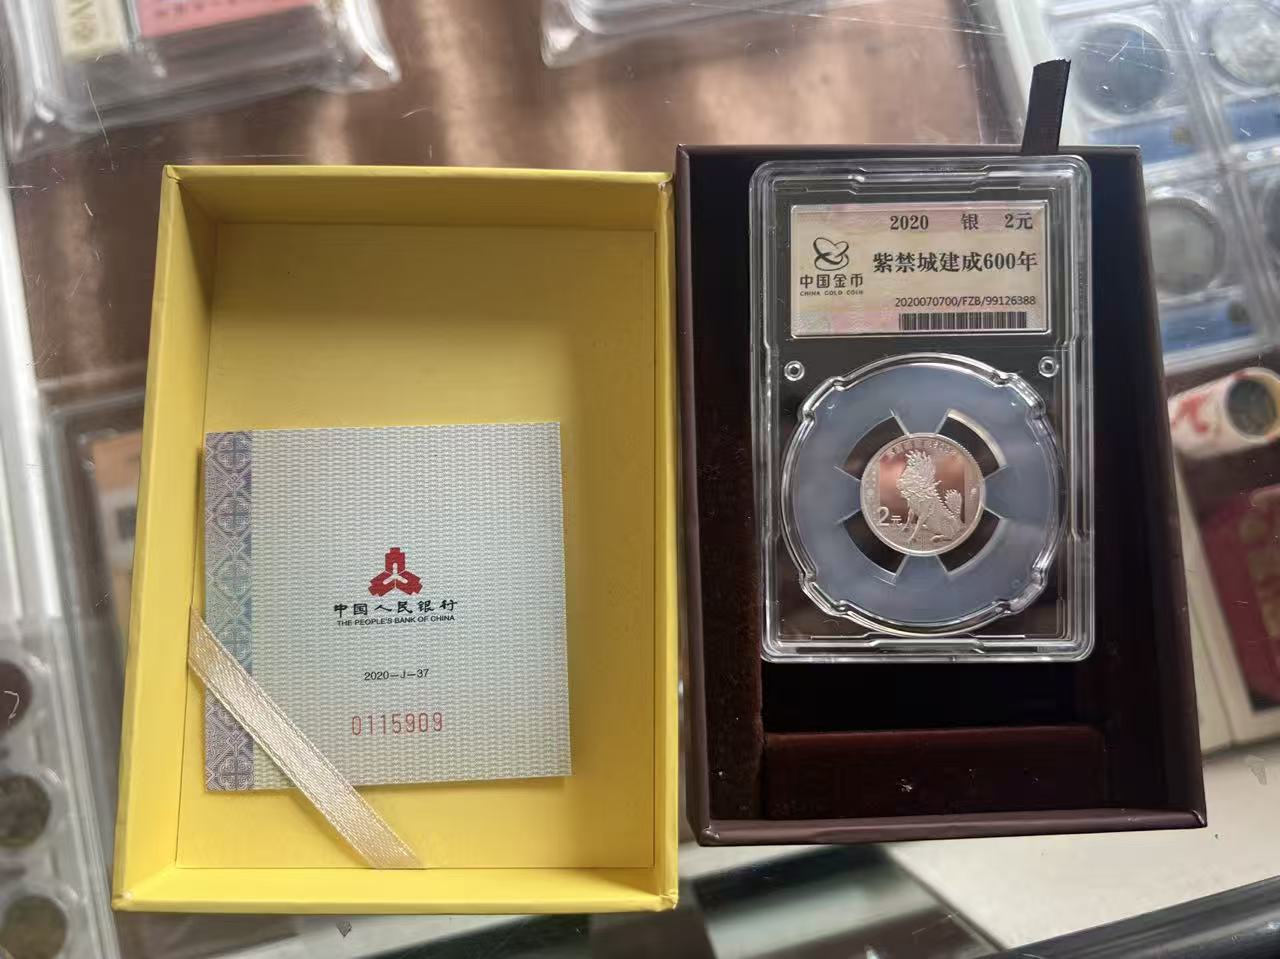 2020 银 2元
中国金币
CHINA GOLD COIN
紫禁城建成600年
2020070700/FZB/99126388
2元
中国人民银行
THE PEOPLE'S BANK OF CHINA
2020-J-37
0115909